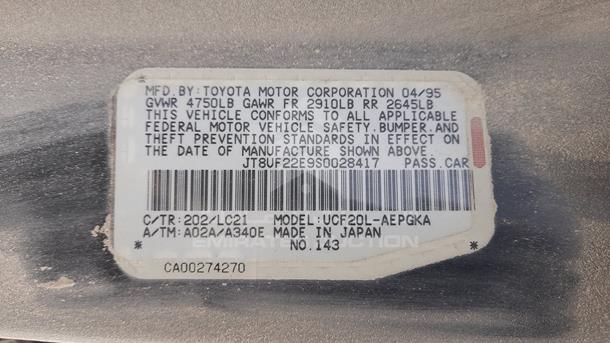 MFD.BY:TOYOTA MOTOR CORPORATION 04/95
GVWR 4750LB GAWR FR 2910LB RR 2645LB
THIS VEHICLE CONFORMS TO ALL APPLICABLE
FEDERAL MOTOR VEHICLE SAFETY,BUMPER,AND
THEFT PREVENTION STANDARDS IN EFFECT ON
THE DATE OF MANUFACTURE SHOWN ABOVE.
JT8UF22E9S0028417 PASS.CAR
C/TR:202/LC21 MODEL:UCF20L-AEPGKA
A/TM:A02A/A340E MADE IN JAPAN
EMIRATES AUCTION
* NO.143 *
CA00274270